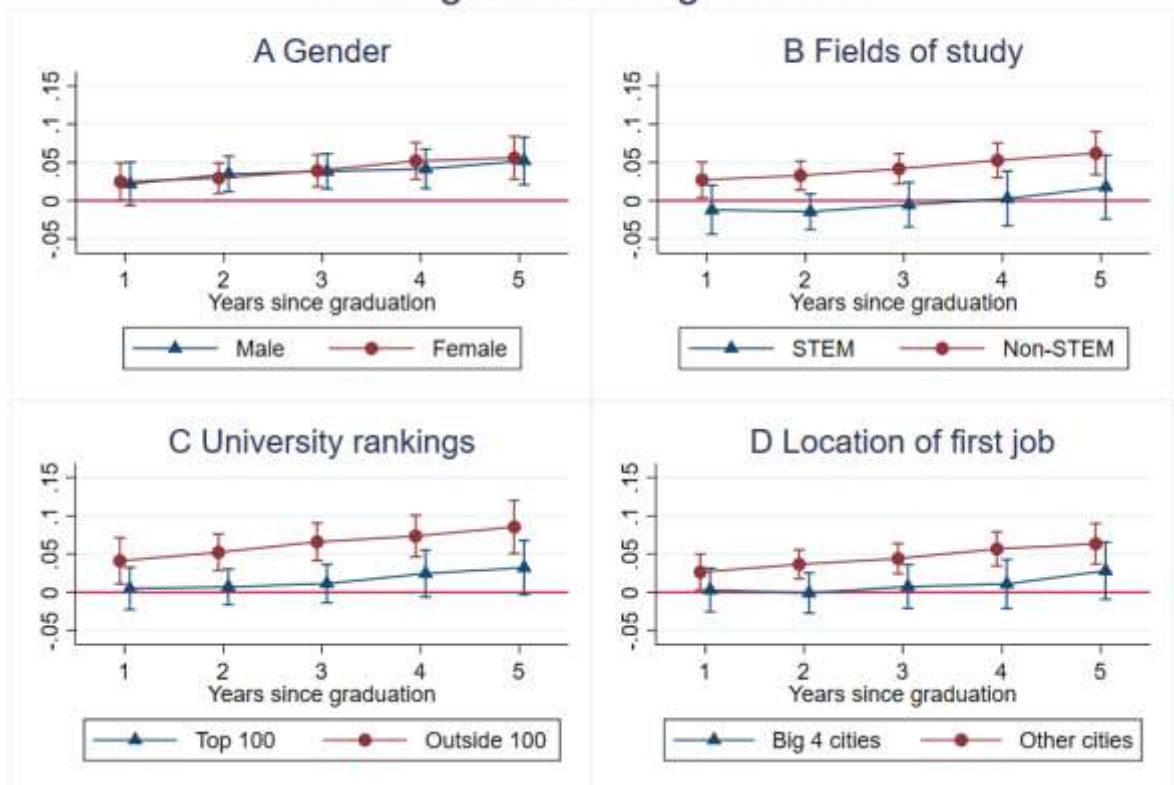 A Gender
.15
.1
.05
0
-.05
1 2 3 4 5
Years since graduation
Male Female
B Fields of study
.15
.1
.05
0
-.05
1 2 3 4 5
Years since graduation
STEM Non-STEM
C University rankings
.15
.1
.05
0
-.05
1 2 3 4 5
Years since graduation
Top 100 Outside 100
D Location of first job
.15
.1
.05
0
-.05
1 2 3 4 5
Years since graduation
Big 4 cities Other cities